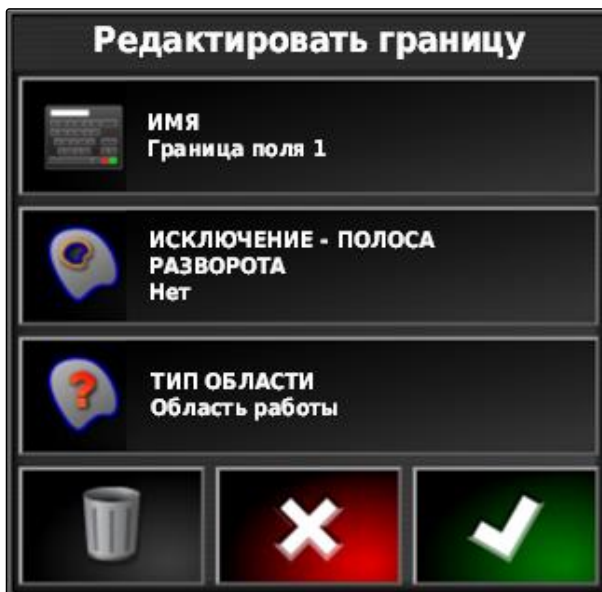 Редактировать границу
ИМЯ
Граница поля 1
ИСКЛЮЧЕНИЕ - ПОЛОСА
РАЗВОРОТА
Нет
ТИП ОБЛАСТИ
Область работы